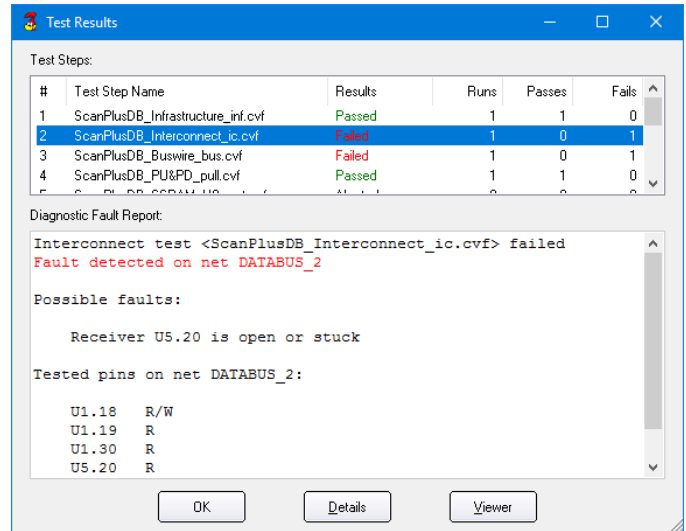 Test Results
Test Steps:
# Test Step Name Results Runs Passes Fails
1 ScanPlusDB_Infrastructure_inf.cvf Passed 1 1 0
2 ScanPlusDB_Interconnect_ic.cvf Failed 1 0 1
3 ScanPlusDB_Buswire_bus.cvf Failed 1 0 1
4 ScanPlusDB_PU&PD_pull.cvf Passed 1 1 0
Diagnostic Fault Report:
Interconnect test <ScanPlusDB_Interconnect_ic.cvf> failed
Fault detected on net DATABUS_2
Possible faults:
Receiver U5.20 is open or stuck
Tested pins on net DATABUS_2:
U1.18 R/W
U1.19 R
U1.30 R
U5.20 R
OK Details Viewer